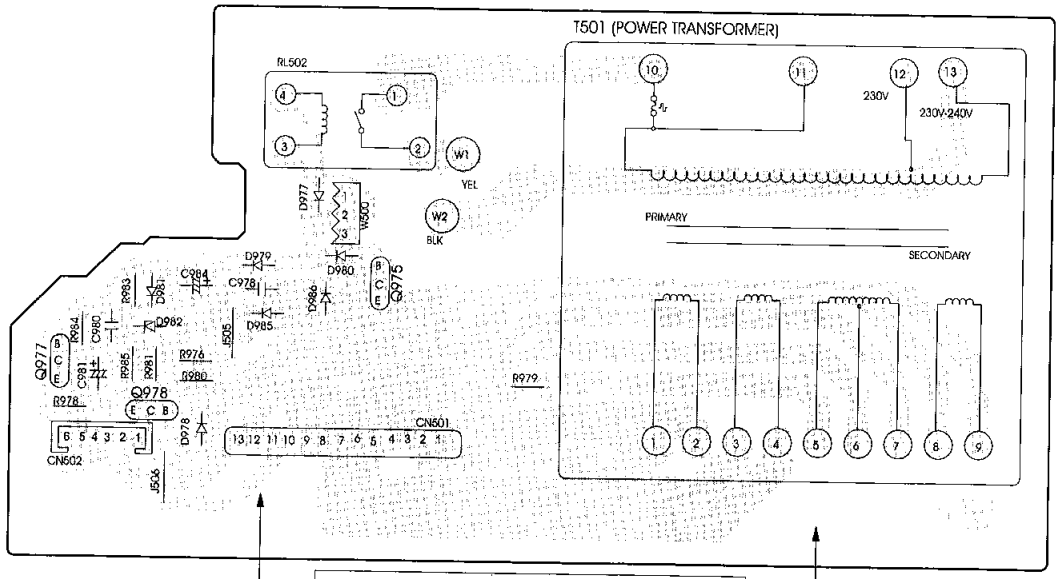 T501 (POWER TRANSFORMER)
RL502
4
1
3
2
10
11
12
13
230V
230V-240V
W1
YEL
W2
BLK
D977
1
2
3
W500
PRIMARY
SECONDARY
D979
D980
C984
C978
D986
B
C
E
Q975
R983
D981
R984
C980
D982
J505
D985
Q977
B
C
E
C981
R985
R981
R976
R980
R979
R978
Q978
E C B
D978
CN501
13 12 11 10 9 8 7 6 5 4 3 2 1
6 5 4 3 2 1
CN502
J506
1 2 3 4 5 6 7 8 9